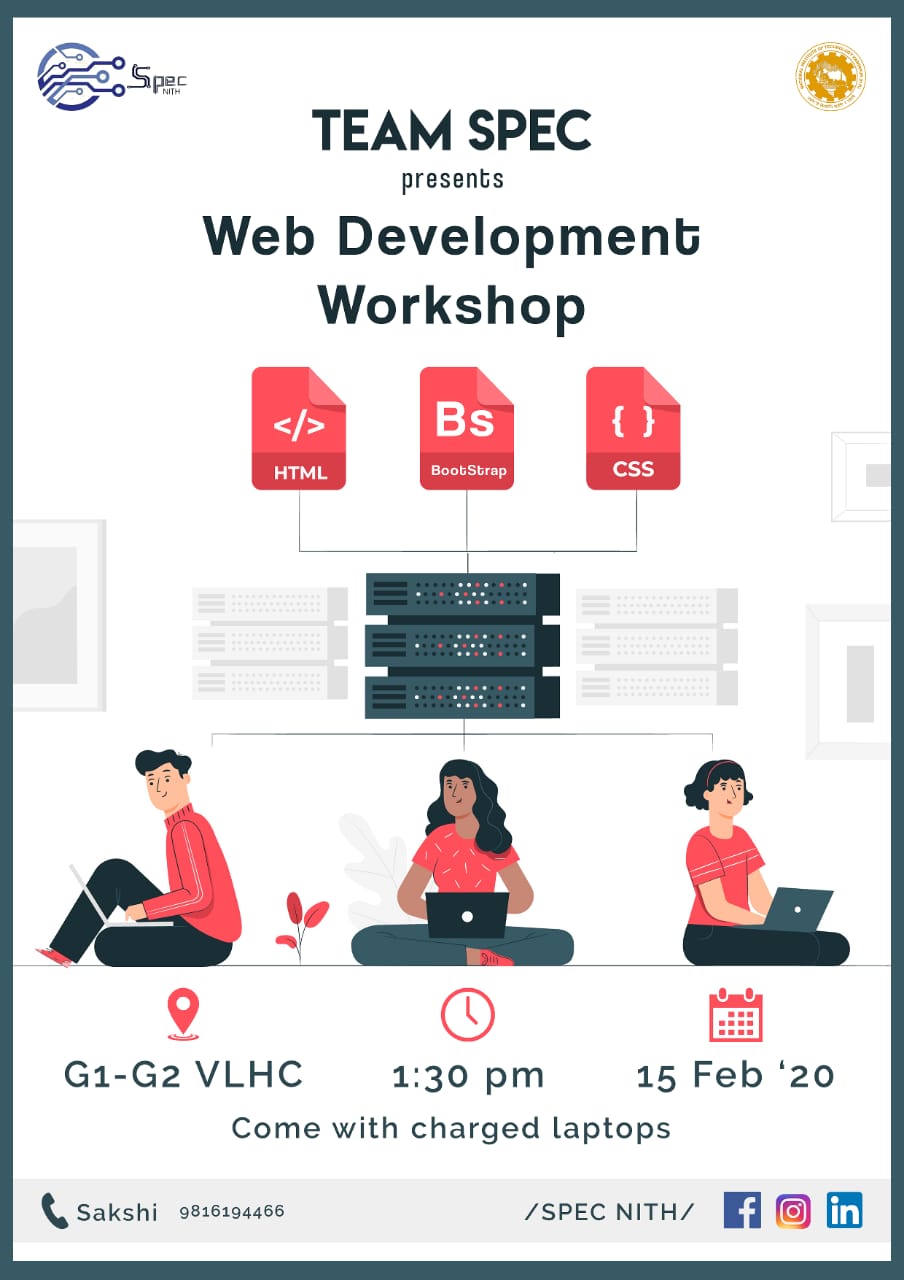 Spec
NITH
TEAM SPEC
presents
Web Development
Workshop
</>
HTML
Bs
BootStrap
{ }
CSS
G1-G2 VLHC
1:30 pm
15 Feb ‘20
Come with charged laptops
Sakshi 9816194466
/SPEC NITH/